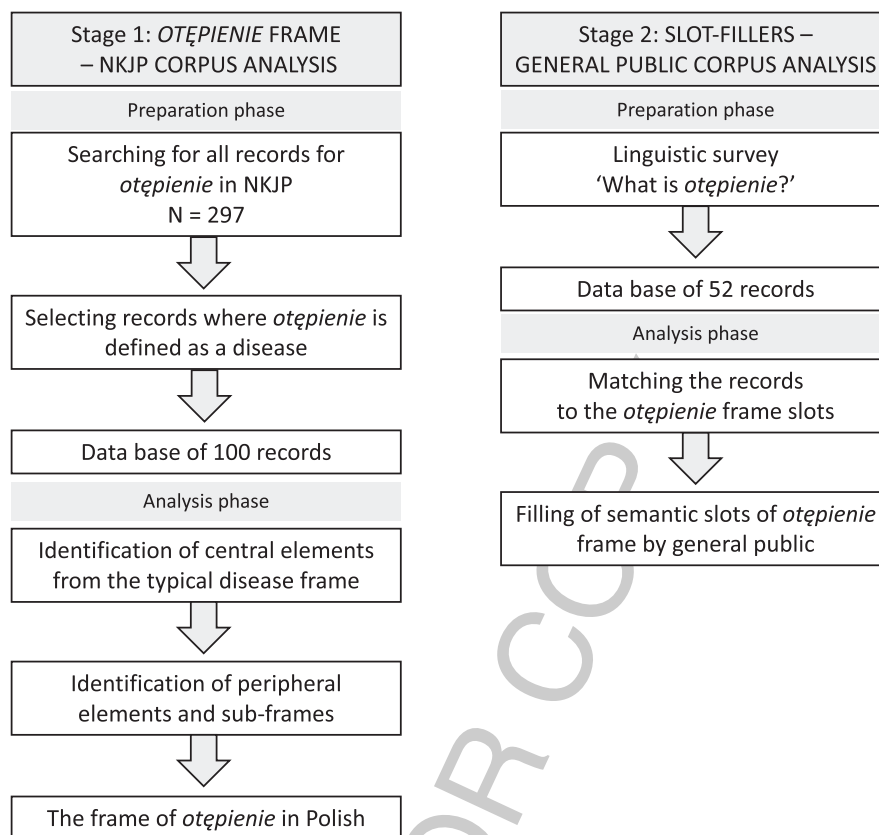 Stage 1: OTĘPIENIE FRAME
– NKJP CORPUS ANALYSIS
Preparation phase
Searching for all records for
otępienie in NKJP
N = 297
Selecting records where otępienie is
defined as a disease
Data base of 100 records
Analysis phase
Identification of central elements
from the typical disease frame
Identification of peripheral
elements and sub-frames
The frame of otępienie in Polish
Stage 2: SLOT-FILLERS –
GENERAL PUBLIC CORPUS ANALYSIS
Preparation phase
Linguistic survey
‘What is otępienie?’
Data base of 52 records
Analysis phase
Matching the records
to the otępienie frame slots
Filling of semantic slots of otępienie
frame by general public